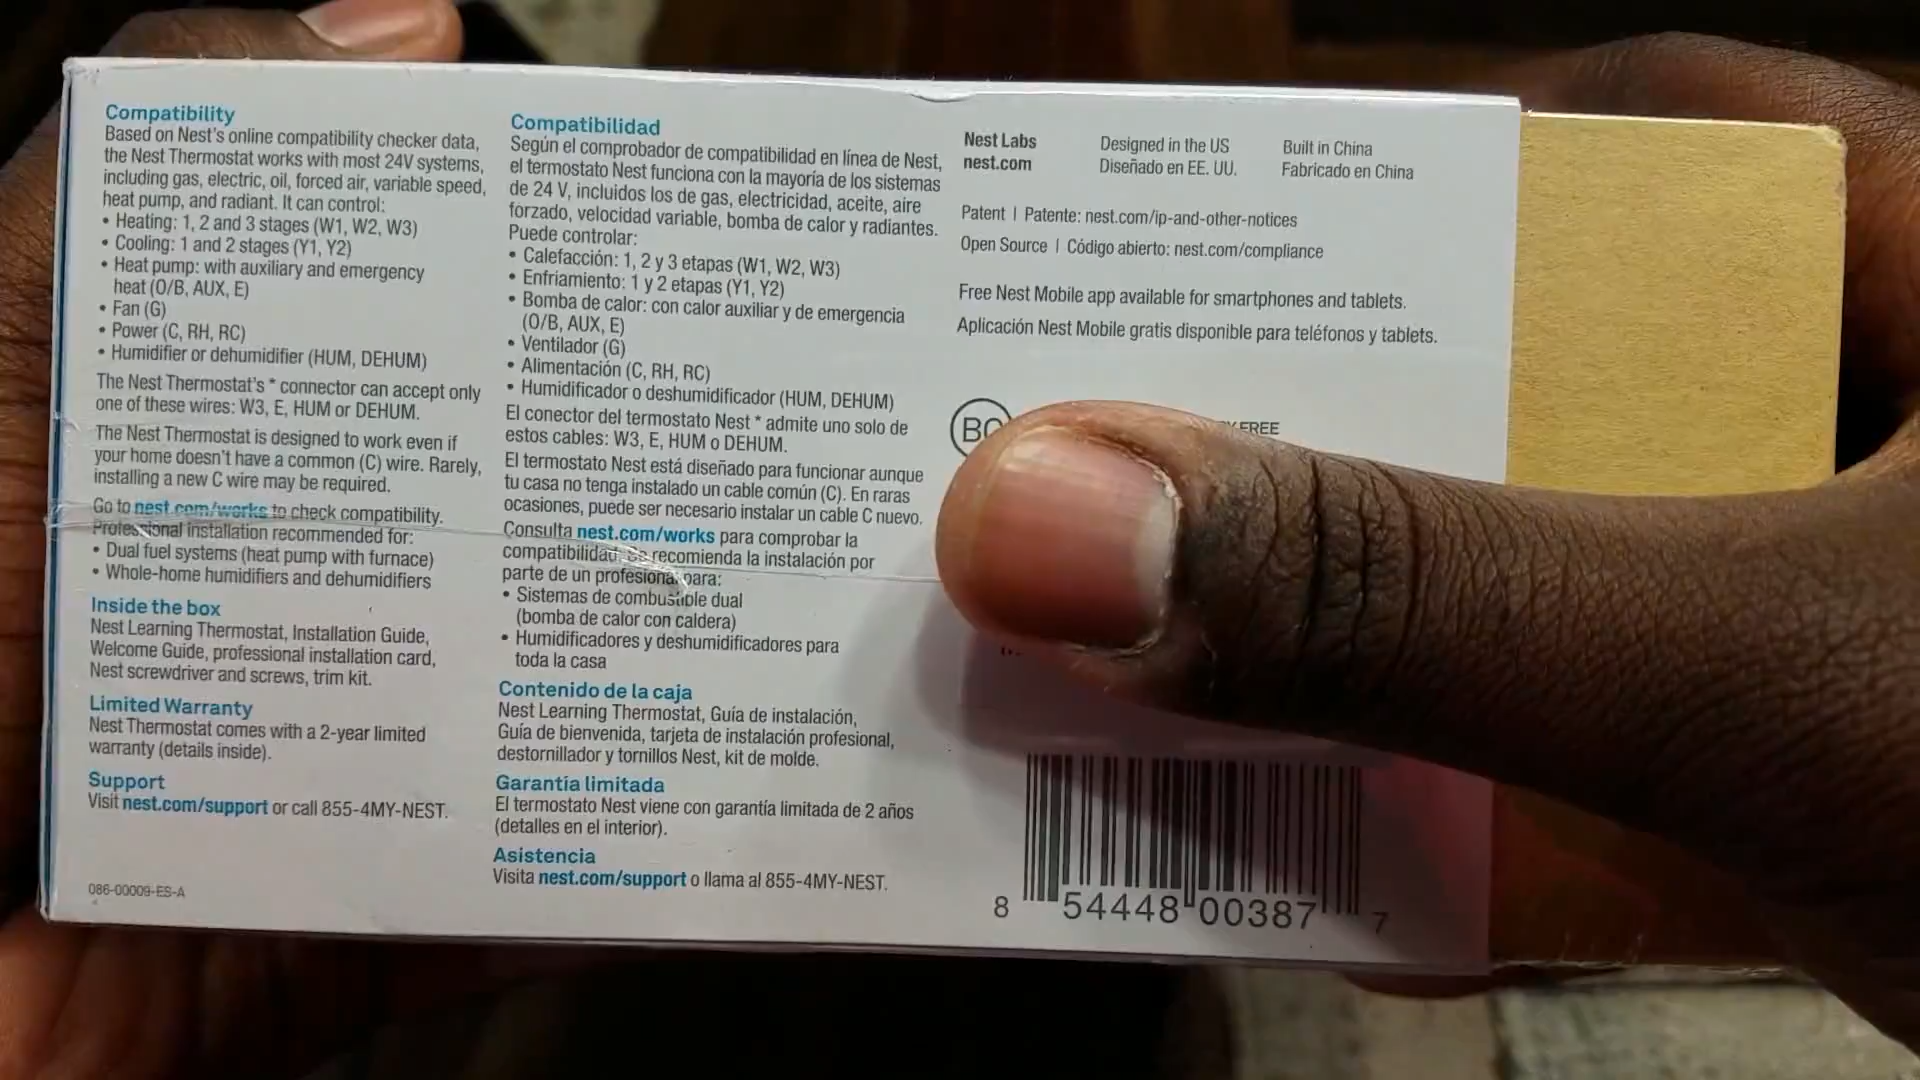 Compatibility
Based on Nest's online compatibility checker data,
the Nest Thermostat works with most 24V systems,
including gas, electric, oil, forced air, variable speed,
heat pump, and radiant. It can control:
• Heating: 1, 2 and 3 stages (W1, W2, W3)
• Cooling: 1 and 2 stages (Y1, Y2)
• Heat pump: with auxiliary and emergency
heat (O/B, AUX, E)
• Fan (G)
• Power (C, RH, RC)
• Humidifier or dehumidifier (HUM, DEHUM)
The Nest Thermostat's * connector can accept only
one of these wires: W3, E, HUM or DEHUM.
The Nest Thermostat is designed to work even if
your home doesn't have a common (C) wire. Rarely,
installing a new C wire may be required.
Go to nest.com/works to check compatibility.
Professional installation recommended for:
• Dual fuel systems (heat pump with furnace)
• Whole-home humidifiers and dehumidifiers
Inside the box
Nest Learning Thermostat, Installation Guide,
Welcome Guide, professional installation card,
Nest screwdriver and screws, trim kit.
Limited Warranty
Nest Thermostat comes with a 2-year limited
warranty (details inside).
Support
Visit nest.com/support or call 855-4MY-NEST.
086-00009-ES-A
Compatibilidad
Según el comprobador de compatibilidad en línea de Nest,
el termostato Nest funciona con la mayoría de los sistemas
de 24 V, incluidos los de gas, electricidad, aceite, aire
forzado, velocidad variable, bomba de calor y radiantes.
Puede controlar:
• Calefacción: 1, 2 y 3 etapas (W1, W2, W3)
• Enfriamiento: 1 y 2 etapas (Y1, Y2)
• Bomba de calor: con calor auxiliar y de emergencia
(O/B, AUX, E)
• Ventilador (G)
• Alimentación (C, RH, RC)
• Humidificador o deshumidificador (HUM, DEHUM)
El conector del termostato Nest * admite uno solo de
estos cables: W3, E, HUM o DEHUM.
El termostato Nest está diseñado para funcionar aunque
tu casa no tenga instalado un cable común (C). En raras
ocasiones, puede ser necesario instalar un cable C nuevo.
Consulta nest.com/works para comprobar la
compatibilidad. Se recomienda la instalación por
parte de un profesional para:
• Sistemas de combustible dual
(bomba de calor con caldera)
• Humidificadores y deshumidificadores para
toda la casa
Contenido de la caja
Nest Learning Thermostat, Guía de instalación,
Guía de bienvenida, tarjeta de instalación profesional,
destornillador y tornillos Nest, kit de molde.
Garantía limitada
El termostato Nest viene con garantía limitada de 2 años
(detalles en el interior).
Asistencia
Visita nest.com/support o llama al 855-4MY-NEST.
Nest Labs
nest.com
Designed in the US
Diseñado en EE. UU.
Built in China
Fabricado en China
Patent | Patente: nest.com/ip-and-other-notices
Open Source | Código abierto: nest.com/compliance
Free Nest Mobile app available for smartphones and tablets.
Aplicación Nest Mobile gratis disponible para teléfonos y tablets.
BC
FREE
8 54448 00387 7